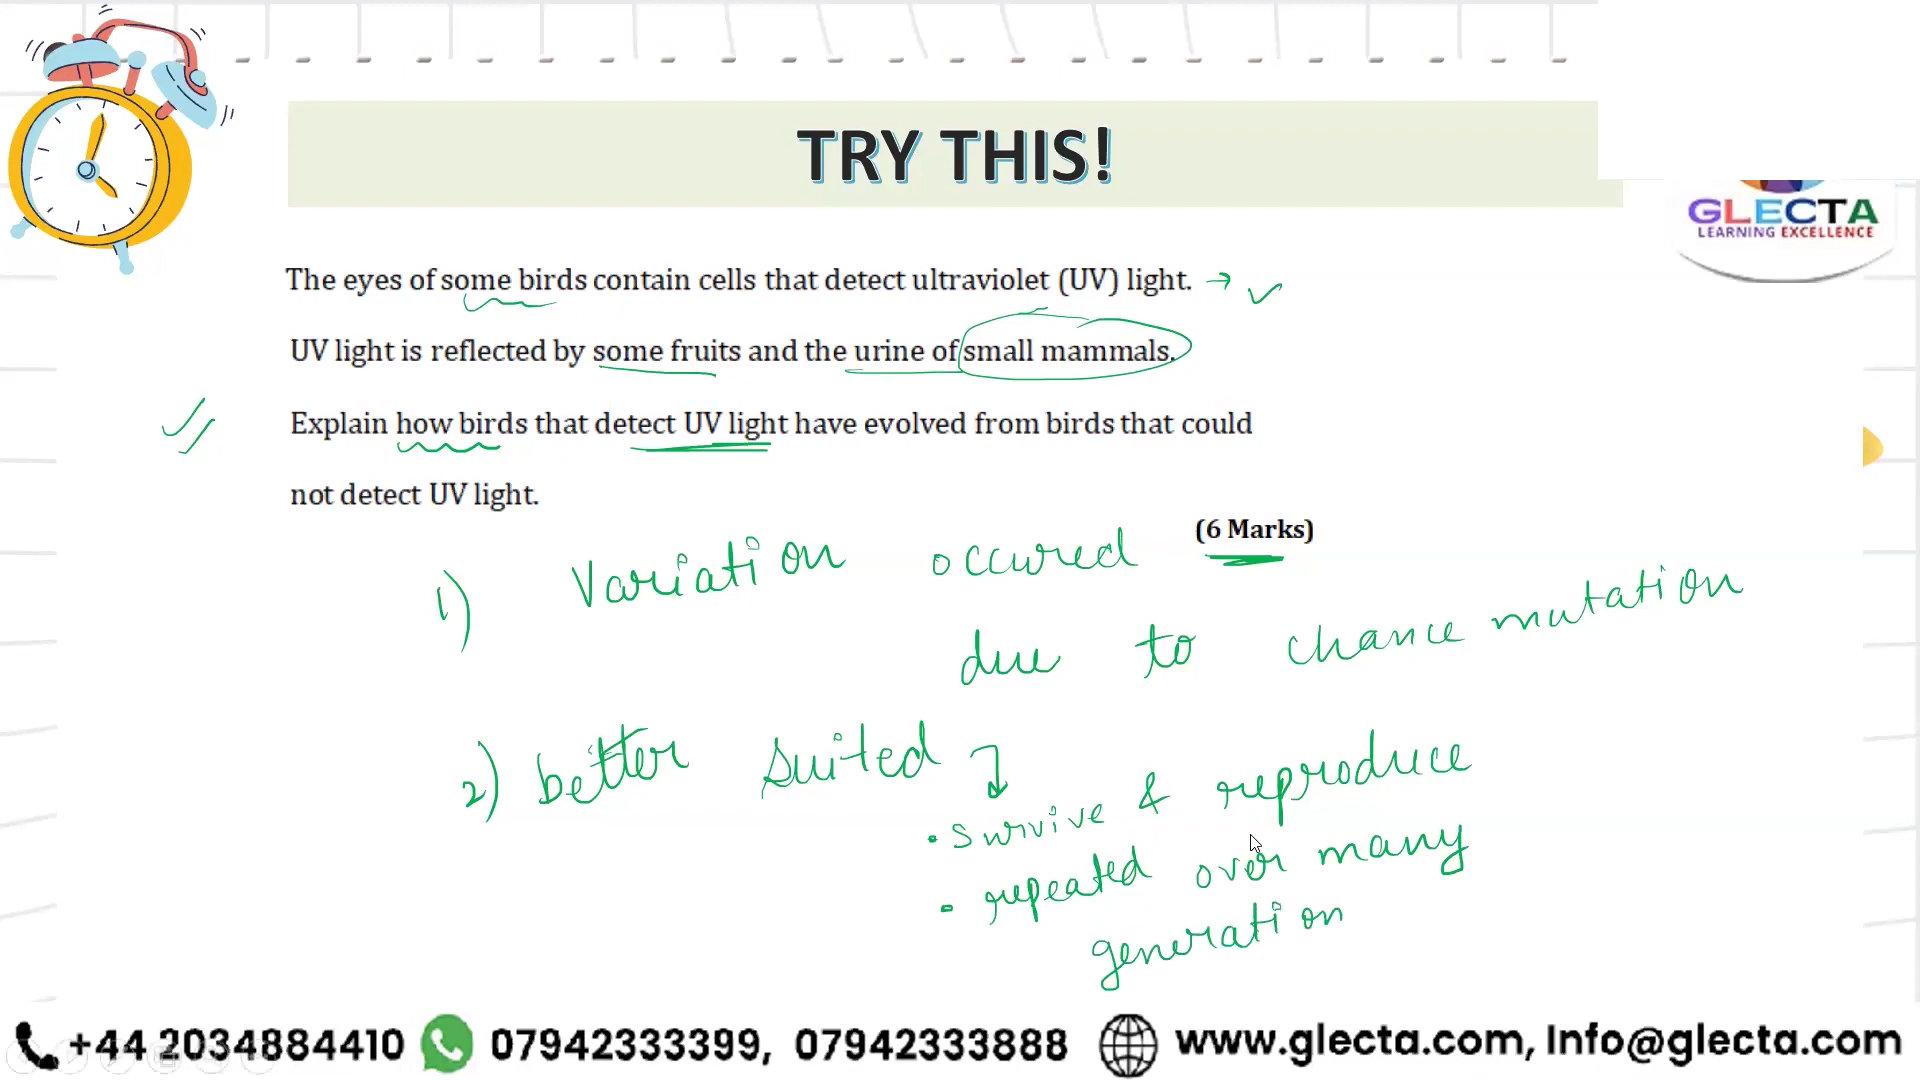 TRY THIS!
GLECTA
LEARNING EXCELLENCE
The eyes of some birds contain cells that detect ultraviolet (UV) light.
UV light is reflected by some fruits and the urine of small mammals.
Explain how birds that detect UV light have evolved from birds that could
not detect UV light.
(6 Marks)
1) Variation occured
due to chance mutation
2) better suited
• survive & reproduce
• repeated over many
generation
+44 2034884410 07942333399, 07942333888 www.glecta.com, Info@glecta.com